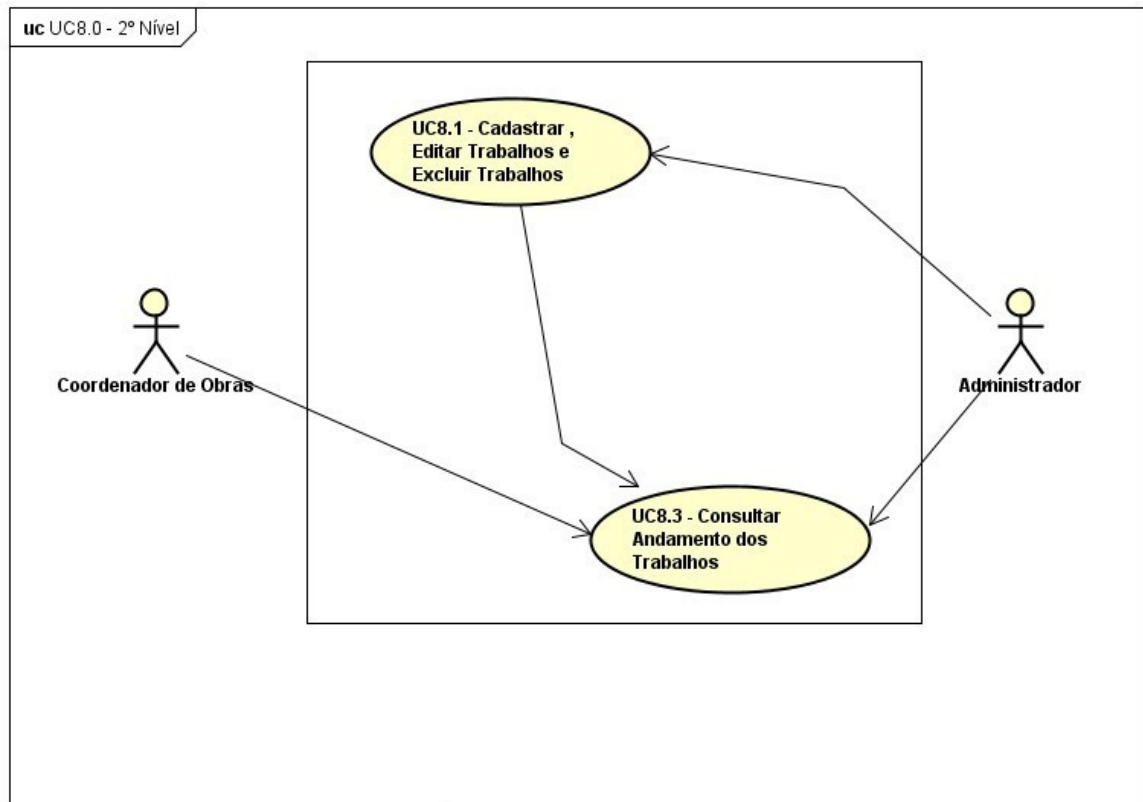 uc UC8.0 - 2º Nível
UC8.1 - Cadastrar ,
Editar Trabalhos e
Excluir Trabalhos
Coordenador de Obras
Administrador
UC8.3 - Consultar
Andamento dos
Trabalhos